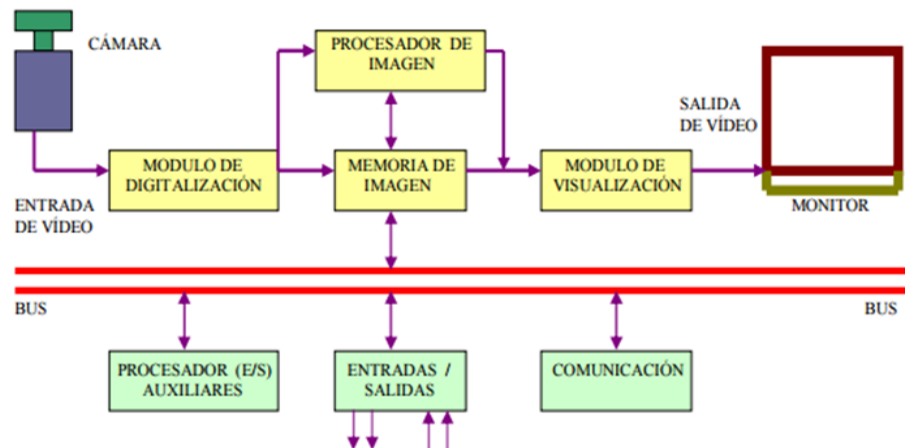 CÁMARA
PROCESADOR DE
IMAGEN
SALIDA
DE VÍDEO
MODULO DE
DIGITALIZACIÓN
MEMORIA DE
IMAGEN
MODULO DE
VISUALIZACIÓN
ENTRADA
DE VÍDEO
MONITOR
BUS
BUS
PROCESADOR (E/S)
AUXILIARES
ENTRADAS /
SALIDAS
COMUNICACIÓN